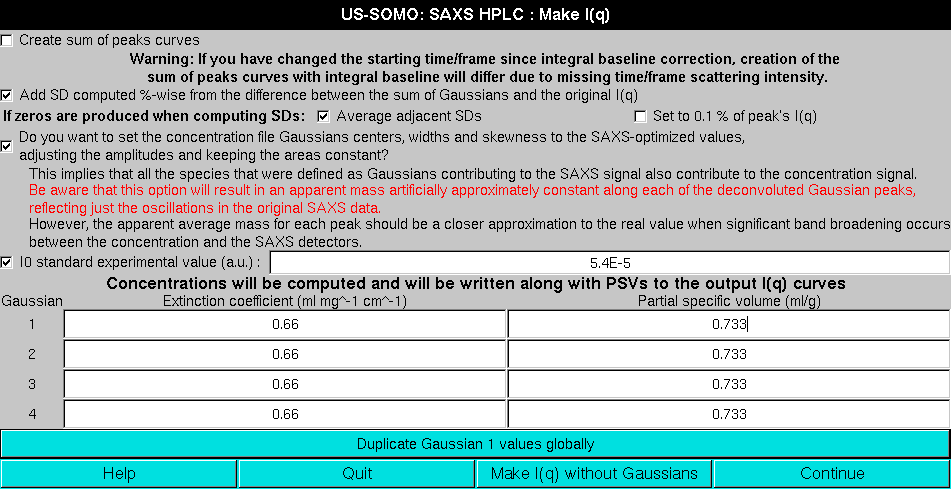 US-SOMO: SAXS HPLC : Make I(q)
Create sum of peaks curves
Warning: If you have changed the starting time/frame since integral baseline correction, creation of the
sum of peaks curves with integral baseline will differ due to missing time/frame scattering intensity.
Add SD computed %-wise from the difference between the sum of Gaussians and the original I(q)
If zeros are produced when computing SDs: Average adjacent SDs Set to 0.1 % of peak's I(q)
Do you want to set the concentration file Gaussians centers, widths and skewness to the SAXS-optimized values,
adjusting the amplitudes and keeping the areas constant?
This implies that all the species that were defined as Gaussians contributing to the SAXS signal also contribute to the concentration signal.
Be aware that this option will result in an apparent mass artificially approximately constant along each of the deconvoluted Gaussian peaks,
reflecting just the oscillations in the original SAXS data.
However, the apparent average mass for each peak should be a closer approximation to the real value when significant band broadening occurs
between the concentration and the SAXS detectors.
I0 standard experimental value (a.u.) : 5.4E-5
Concentrations will be computed and will be written along with PSVs to the output I(q) curves
Gaussian Extinction coefficient (ml mg^-1 cm^-1) Partial specific volume (ml/g)
1 0.66 0.733
2 0.66 0.733
3 0.66 0.733
4 0.66 0.733
Duplicate Gaussian 1 values globally
Help Quit Make I(q) without Gaussians Continue